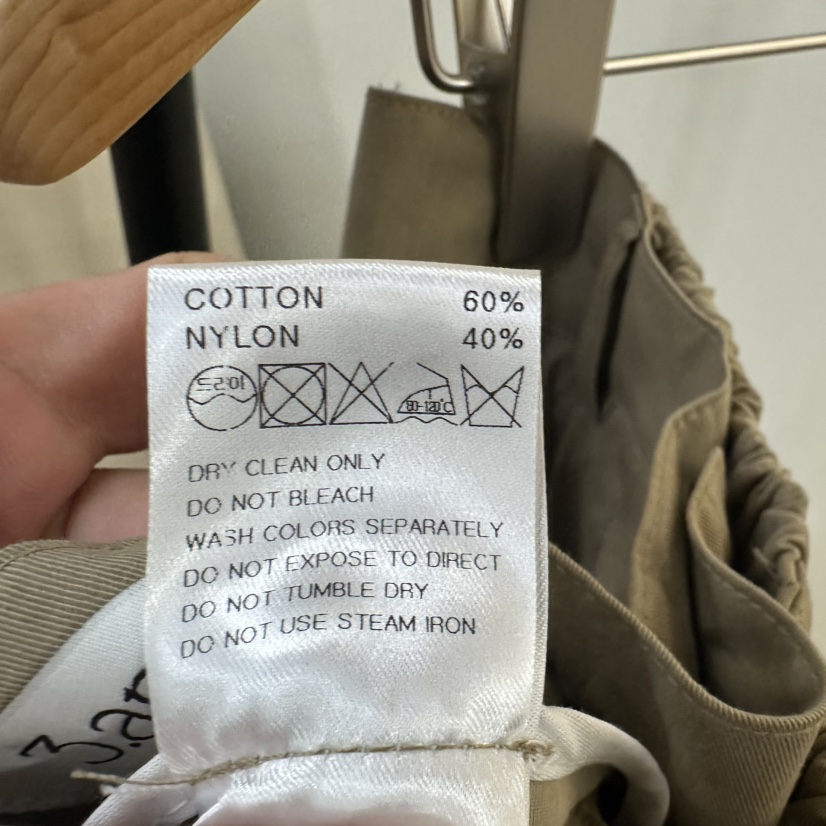 COTTON 60%
NYLON 40%
드라이
80-120℃
DRY CLEAN ONLY
DO NOT BLEACH
WASH COLORS SEPARATELY
DO NOT EXPOSE TO DIRECT
DO NOT TUMBLE DRY
DO NOT USE STEAM IRON